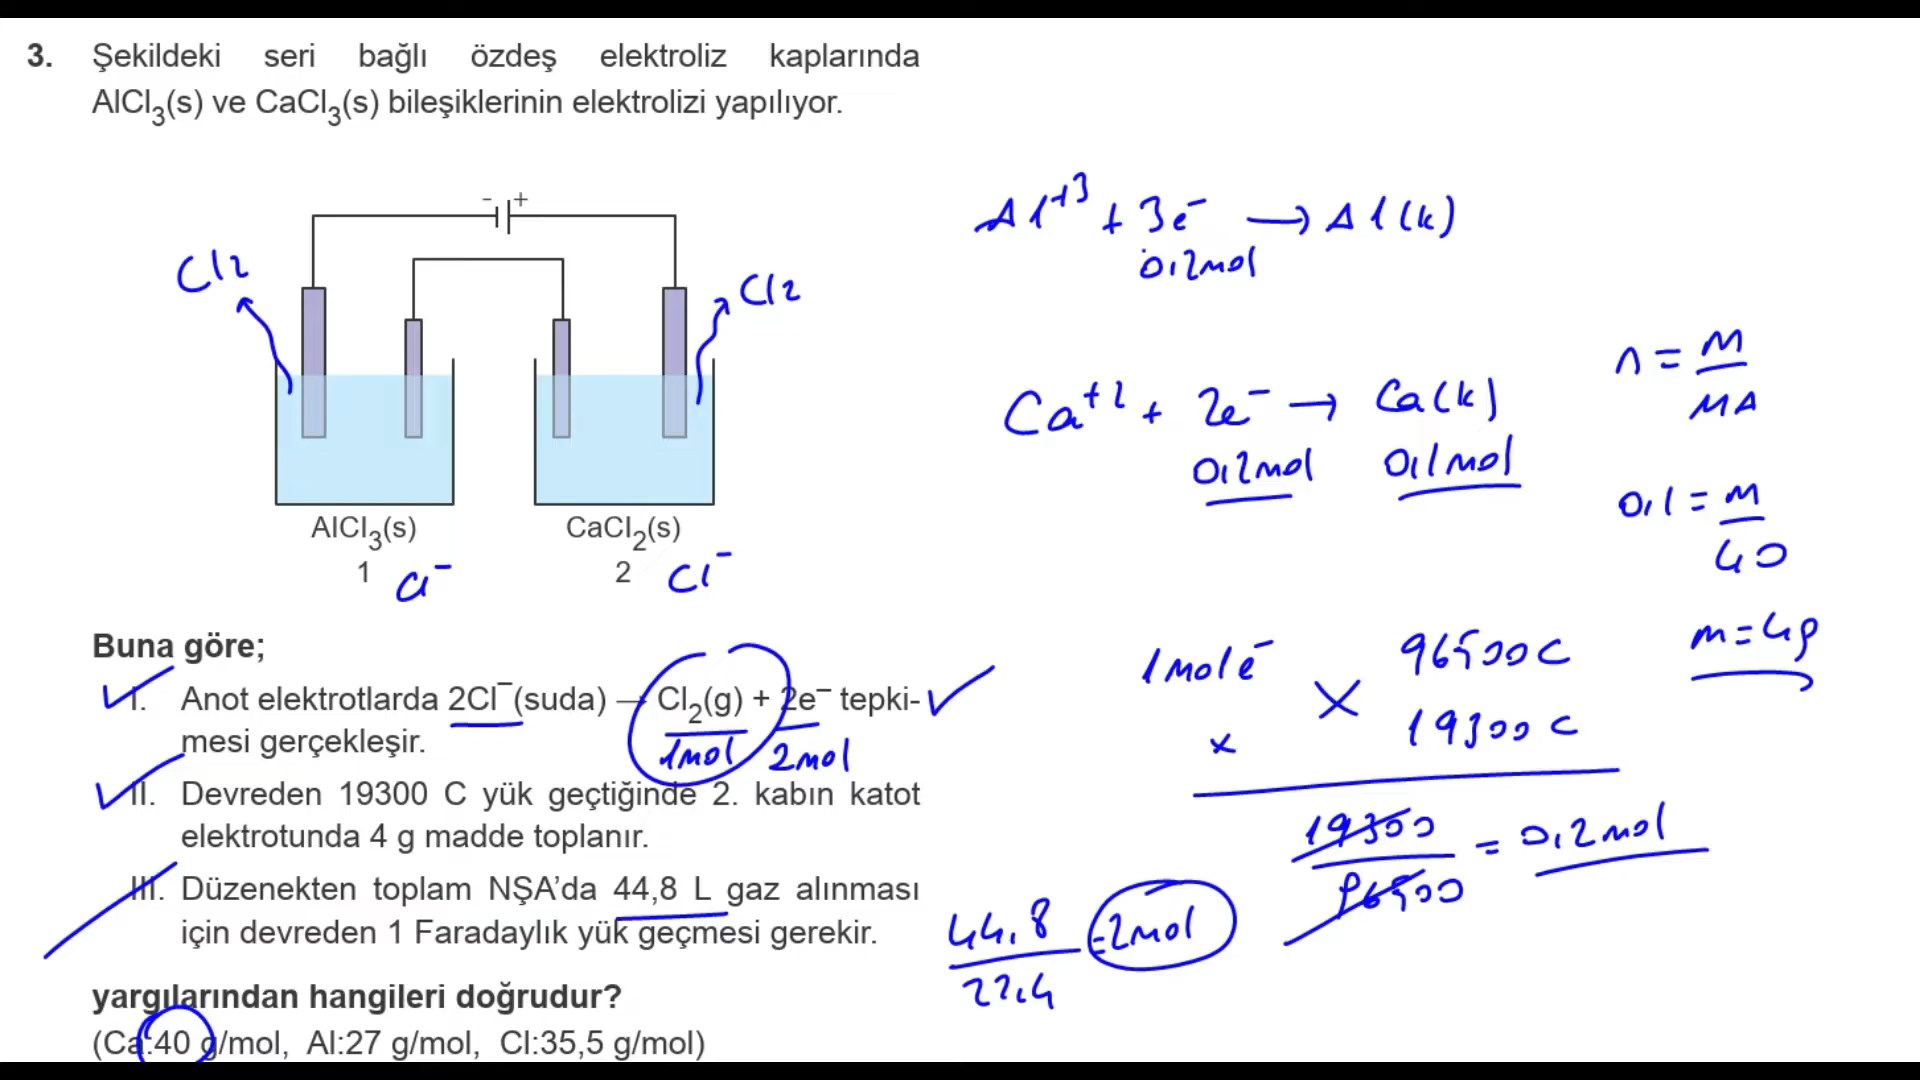 3. Şekildeki seri bağlı özdeş elektroliz kaplarında
AlCl₃(s) ve CaCl₃(s) bileşiklerinin elektrolizi yapılıyor.
- +
Cl2
Cl2
AlCl₃(s)
1
Cl⁻
CaCl₂(s)
2
Cl⁻
Buna göre;
I. Anot elektrotlarda 2Cl⁻(suda) → Cl₂(g) + 2e⁻ tepki-
mesi gerçekleşir.
1mol 2mol
II. Devreden 19300 C yük geçtiğinde 2. kabın katot
elektrotunda 4 g madde toplanır.
III. Düzenekten toplam NŞA’da 44,8 L gaz alınması
için devreden 1 Faradaylık yük geçmesi gerekir.
yargılarından hangileri doğrudur?
(Ca:40 g/mol, Al:27 g/mol, Cl:35,5 g/mol)
Al⁺³ + 3e⁻ → Al(k)
0,2mol
Ca⁺² + 2e⁻ → Ca(k)
0,2mol 0,1mol
n = m
MA
0,1 = m
40
m=4g
1mol e⁻ 96500C
x
x 19300C
19300
96500
= 0,2mol
44,8
22,4
=2mol